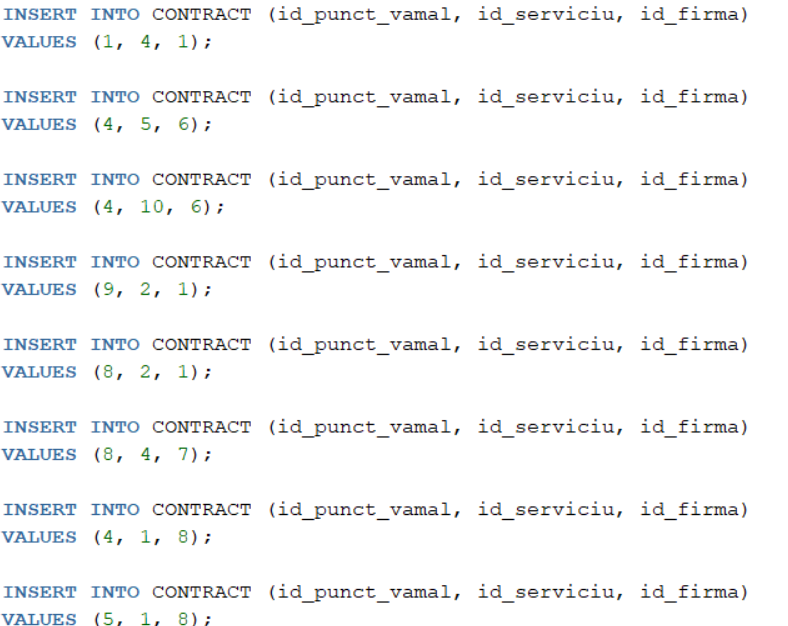 INSERT INTO CONTRACT (id_punct_vamal, id_serviciu, id_firma)
VALUES (1, 4, 1);
INSERT INTO CONTRACT (id_punct_vamal, id_serviciu, id_firma)
VALUES (4, 5, 6);
INSERT INTO CONTRACT (id_punct_vamal, id_serviciu, id_firma)
VALUES (4, 10, 6);
INSERT INTO CONTRACT (id_punct_vamal, id_serviciu, id_firma)
VALUES (9, 2, 1);
INSERT INTO CONTRACT (id_punct_vamal, id_serviciu, id_firma)
VALUES (8, 2, 1);
INSERT INTO CONTRACT (id_punct_vamal, id_serviciu, id_firma)
VALUES (8, 4, 7);
INSERT INTO CONTRACT (id_punct_vamal, id_serviciu, id_firma)
VALUES (4, 1, 8);
INSERT INTO CONTRACT (id_punct_vamal, id_serviciu, id_firma)
VALUES (5, 1, 8);